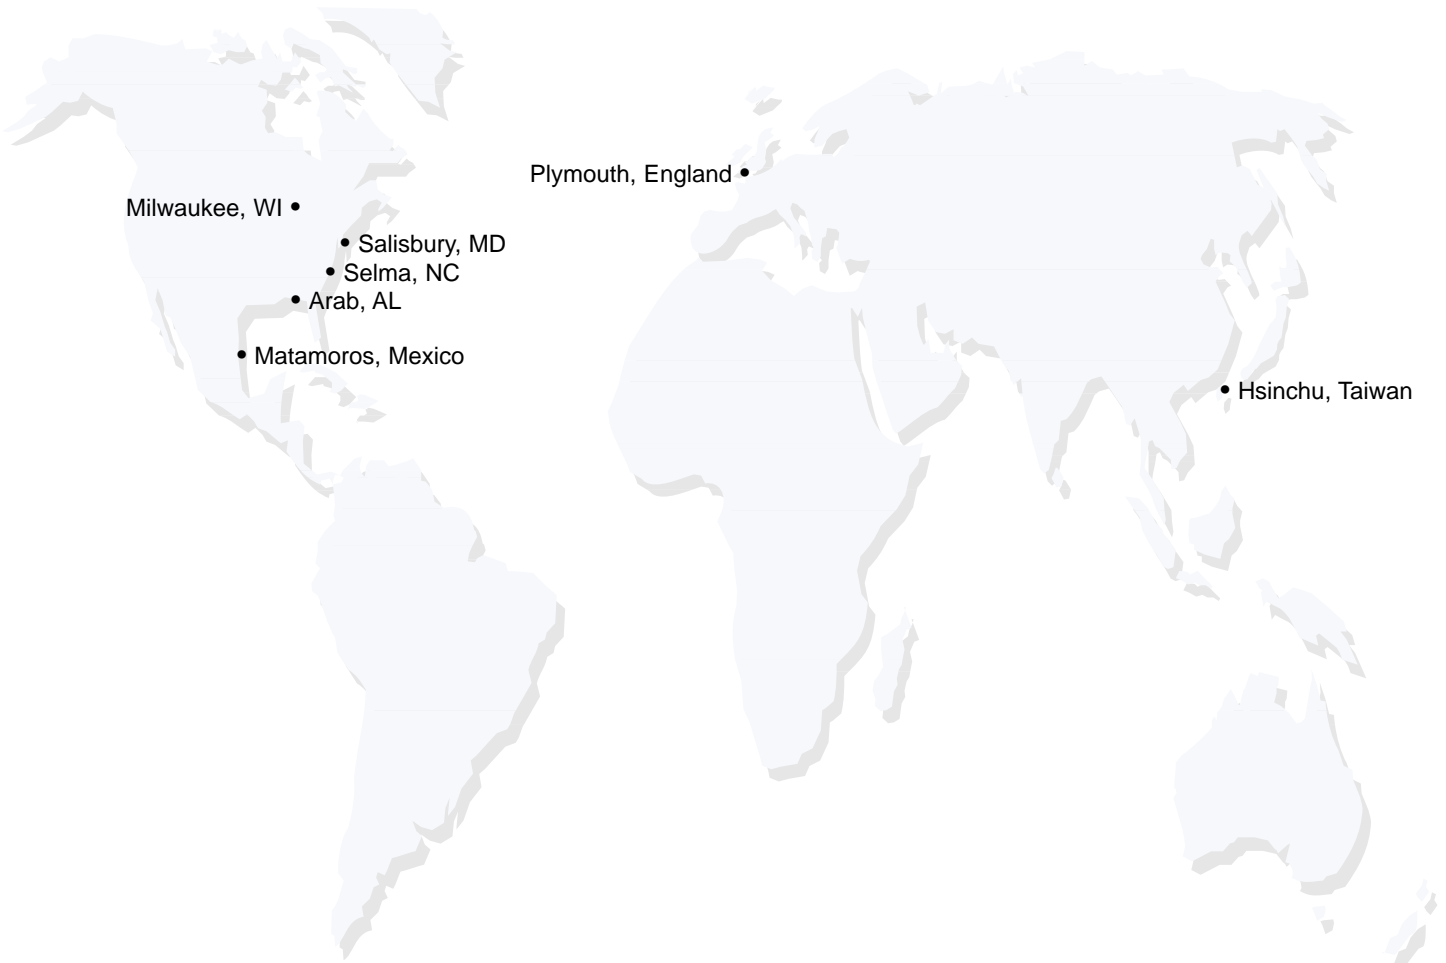 Plymouth, England
Milwaukee, WI
Salisbury, MD
Selma, NC
Arab, AL
Matamoros, Mexico
Hsinchu, Taiwan